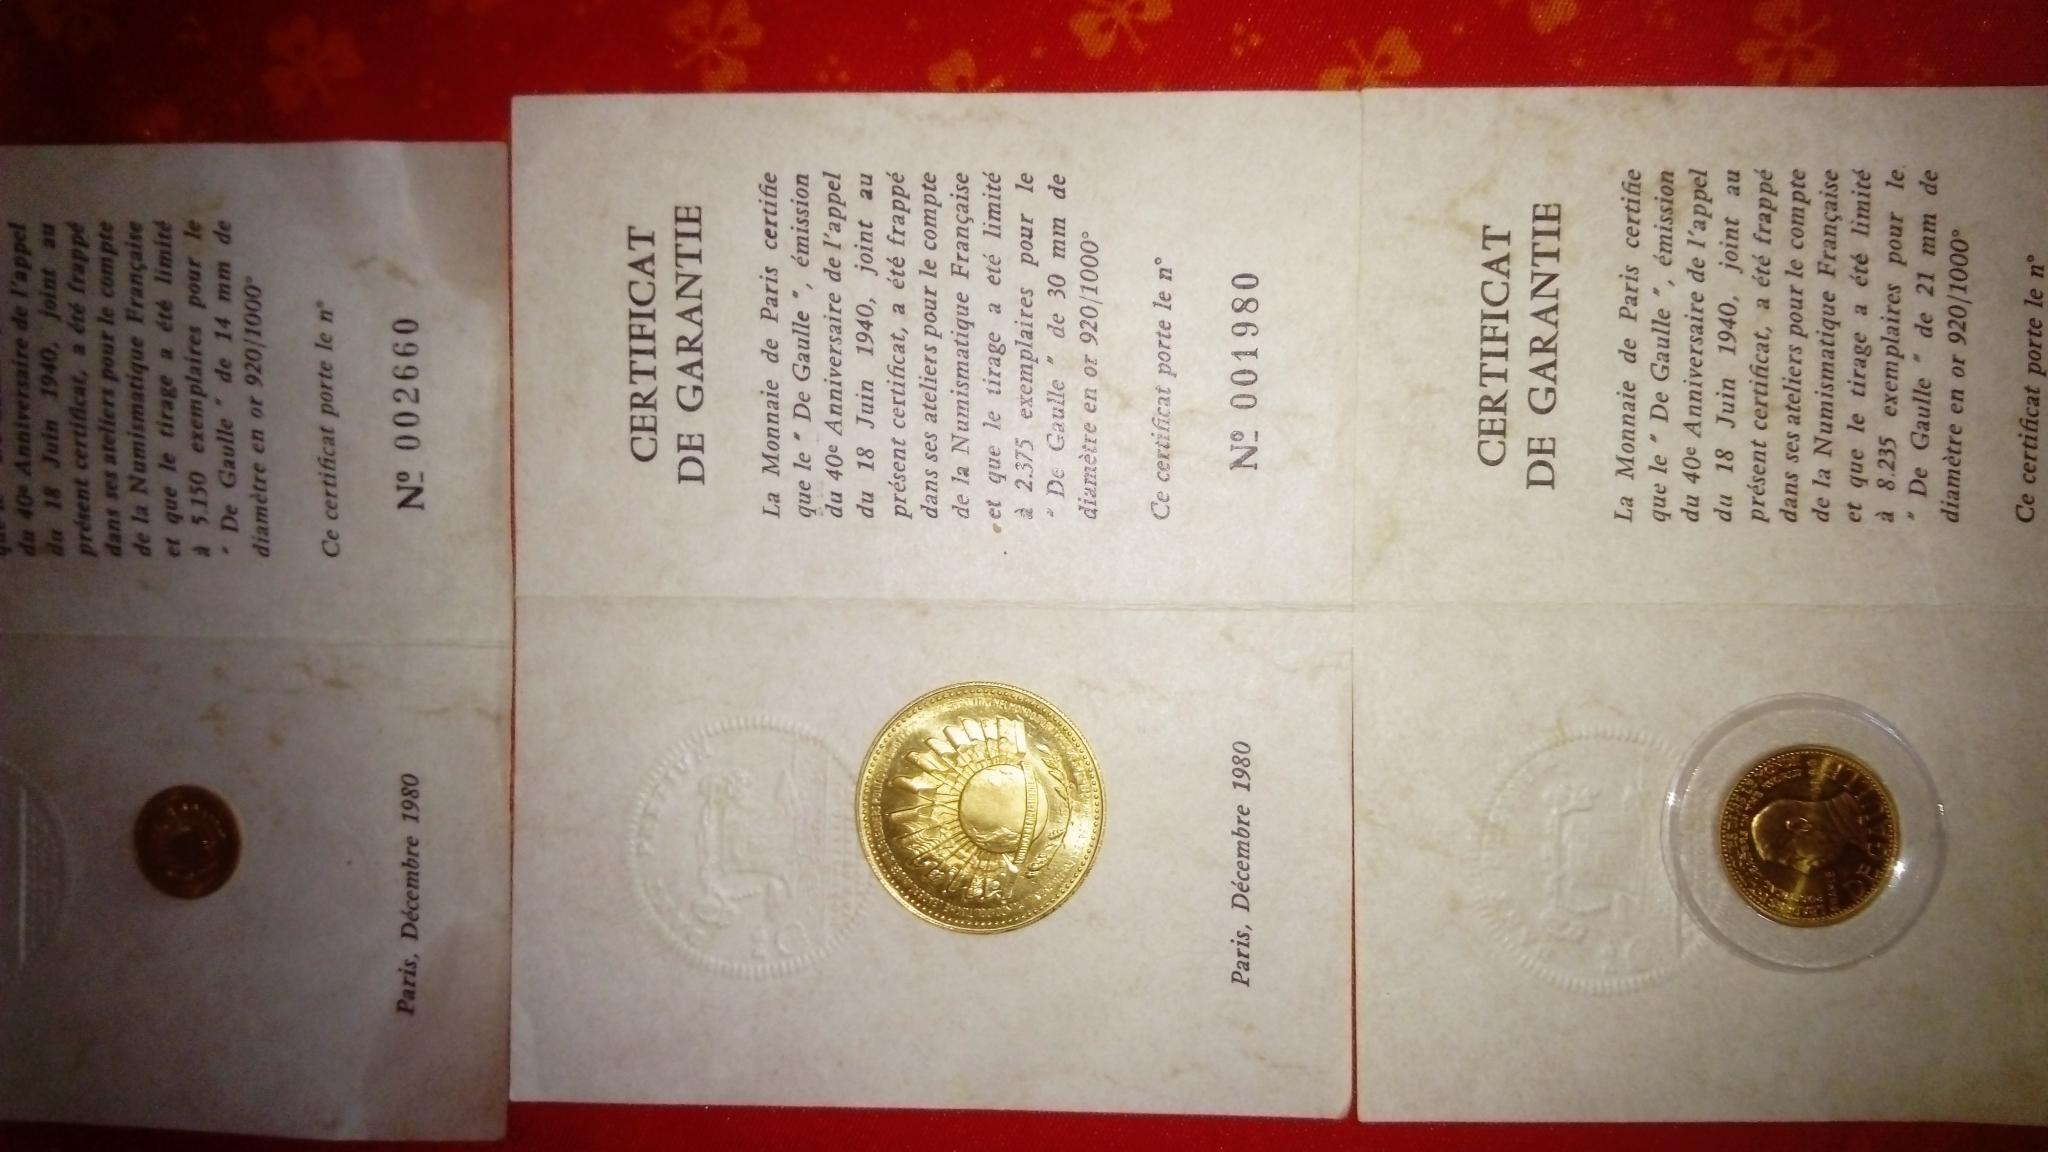 du 40e Anniversaire de l'appel
du 18 Juin 1940, joint au
présent certificat, a été frappé
dans ses ateliers pour le compte
de la Numismatique Française
et que le tirage a été limité
à 5.150 exemplaires pour le
" De Gaulle " de 14 mm de
diamètre en or 920/1000°
Ce certificat porte le n°
Nº 002660
Paris, Décembre 1980
CERTIFICAT
DE GARANTIE
La Monnaie de Paris certifie
que le " De Gaulle ", émission
du 40e Anniversaire de l'appel
du 18 Juin 1940, joint au
présent certificat, a été frappé
dans ses ateliers pour le compte
de la Numismatique Française
et que le tirage a eté limité
à 2.375 exemplaires pour le
" De Gaulle " de 30 mm de
diamètre en or 920/1000°
Ce certificat porte le n°
Nº 001980
Paris, Décembre 1980
CERTIFICAT
DE GARANTIE
La Monnaie de Paris certifie
que le " De Gaulle ", émission
du 40e Anniversaire de l'appel
du 18 Juin 1940, joint au
présent certificat, a été frappé
dans ses ateliers pour le compte
de la Numismatique Française
et que le tirage a été limité
à 8.235 exemplaires pour le
" De Gaulle " de 21 mm de
diamètre en or 920/1000°
Ce certificat porte le n°
DE GAULLE